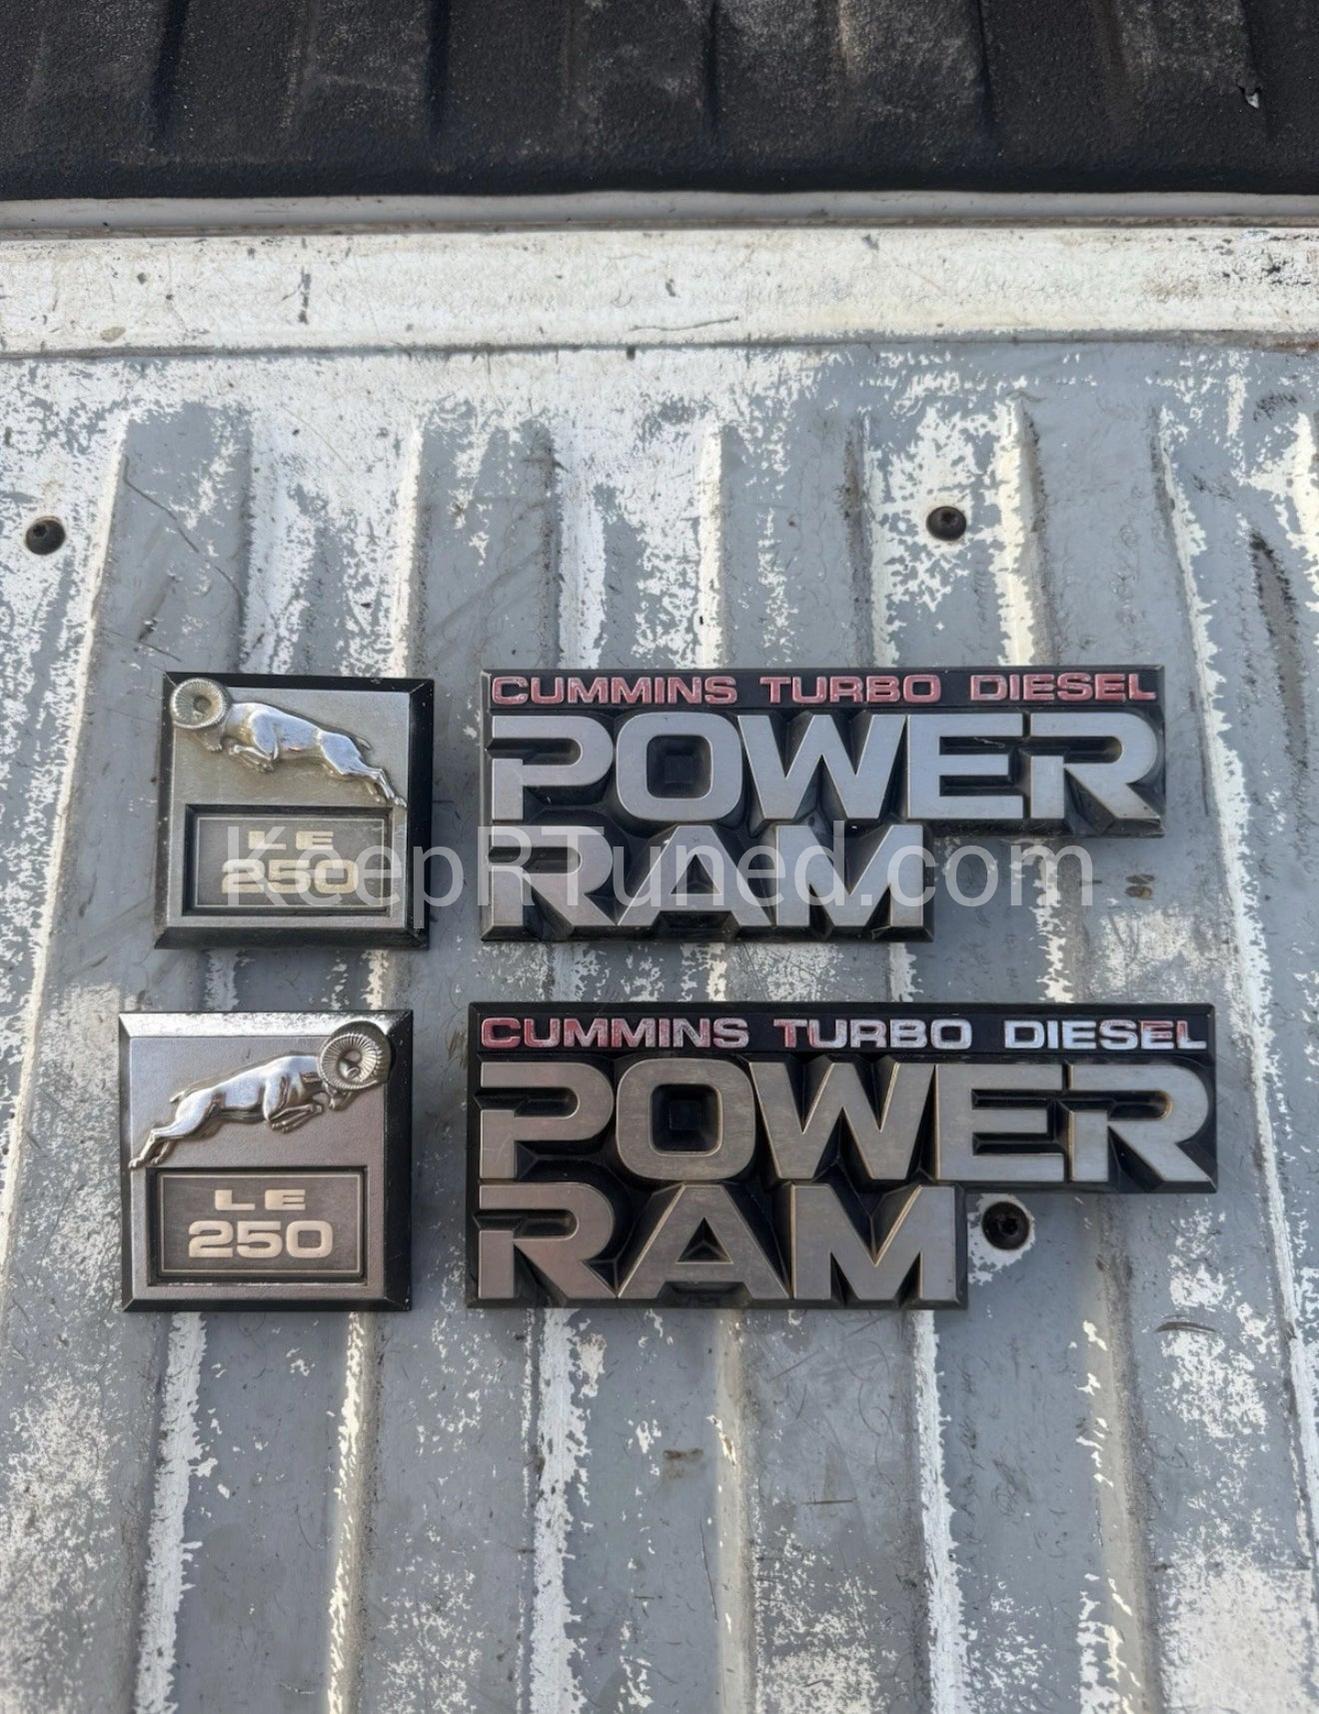 LE
250
CUMMINS TURBO DIESEL
POWER
RAM
KeepRTuned.com
LE
250
CUMMINS TURBO DIESEL
POWER
RAM